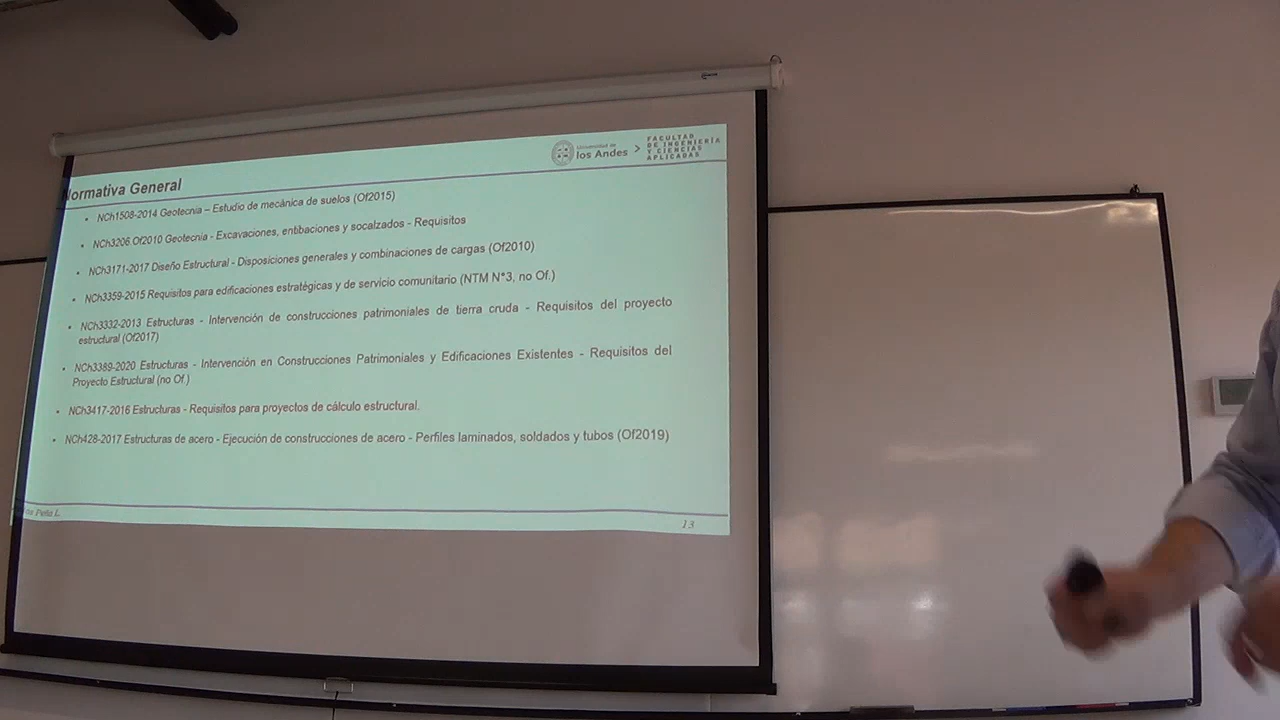 Universidad de
los Andes >
FACULTAD
DE INGENIERÍA
Y CIENCIAS
APLICADAS
Normativa General
• NCh1508-2014 Geotecnia – Estudio de mecánica de suelos (Of2015)
• NCh3206.Of2010 Geotecnia - Excavaciones, entibaciones y socalzados - Requisitos
• NCh3171-2017 Diseño Estructural - Disposiciones generales y combinaciones de cargas (Of2010)
• NCh3359-2015 Requisitos para edificaciones estratégicas y de servicio comunitario (NTM N°3, no Of.)
• NCh3332-2013 Estructuras - Intervención de construcciones patrimoniales de tierra cruda - Requisitos del proyecto
estructural (Of2017)
• NCh3389-2020 Estructuras - Intervención en Construcciones Patrimoniales y Edificaciones Existentes - Requisitos del
Proyecto Estructural (no Of.)
• NCh3417-2016 Estructuras - Requisitos para proyectos de cálculo estructural.
• NCh428-2017 Estructuras de acero - Ejecución de construcciones de acero - Perfiles laminados, soldados y tubos (Of2019)
Peña L.
13